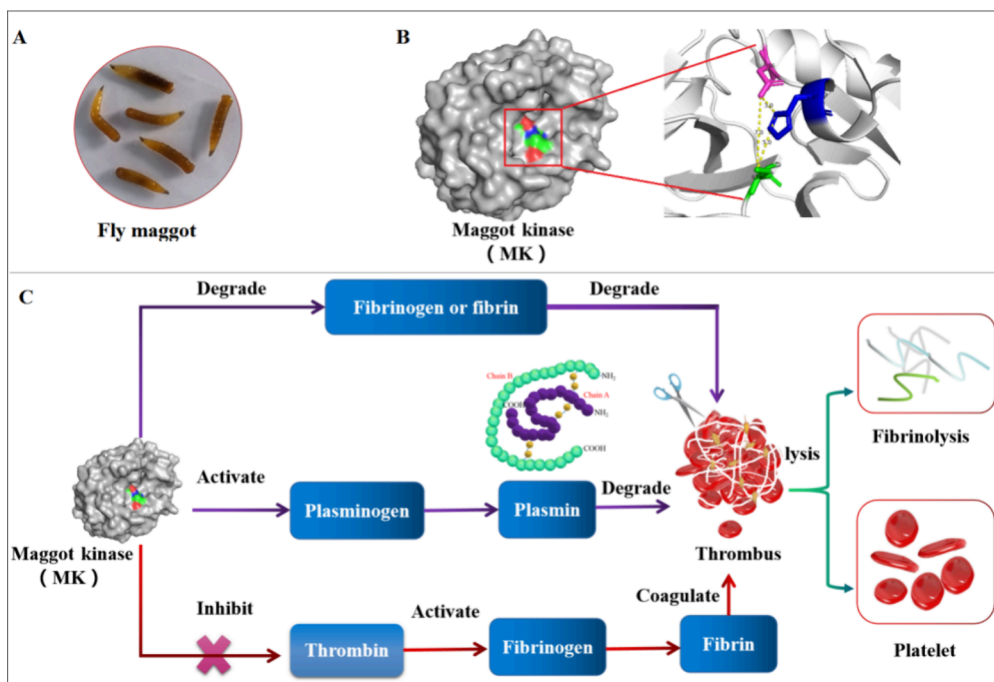 A
Fly maggot
B
Maggot kinase
( MK )
C
Degrade
Fibrinogen or fibrin
Degrade
Chain B
NH2
Chain A
COOH
NH2
COOH
Activate
Plasminogen
Plasmin
Degrade
lysis
Thrombus
Fibrinolysis
Maggot kinase
( MK )
Inhibit
Thrombin
Activate
Fibrinogen
Coagulate
Fibrin
Platelet